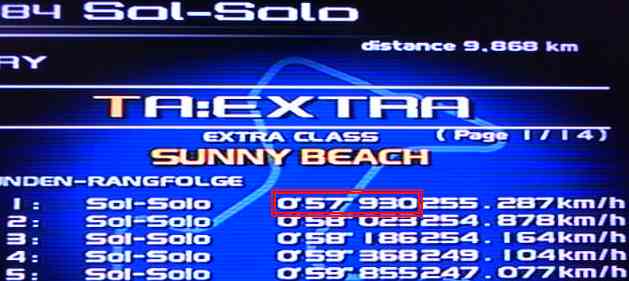 84 Sol-Solo
distance 9,868 km
RY
TA:EXTRA
EXTRA CLASS (Page 1/14)
SUNNY BEACH
UNDEN-RANGFOLGE
1: Sol-Solo 0'57"930 255.287km/h
2: Sol-Solo 0'58"023 254.878km/h
3: Sol-Solo 0'58"186 254.164km/h
4: Sol-Solo 0'59"368 249.104km/h
5: Sol-Solo 0'59"855 247.077km/h